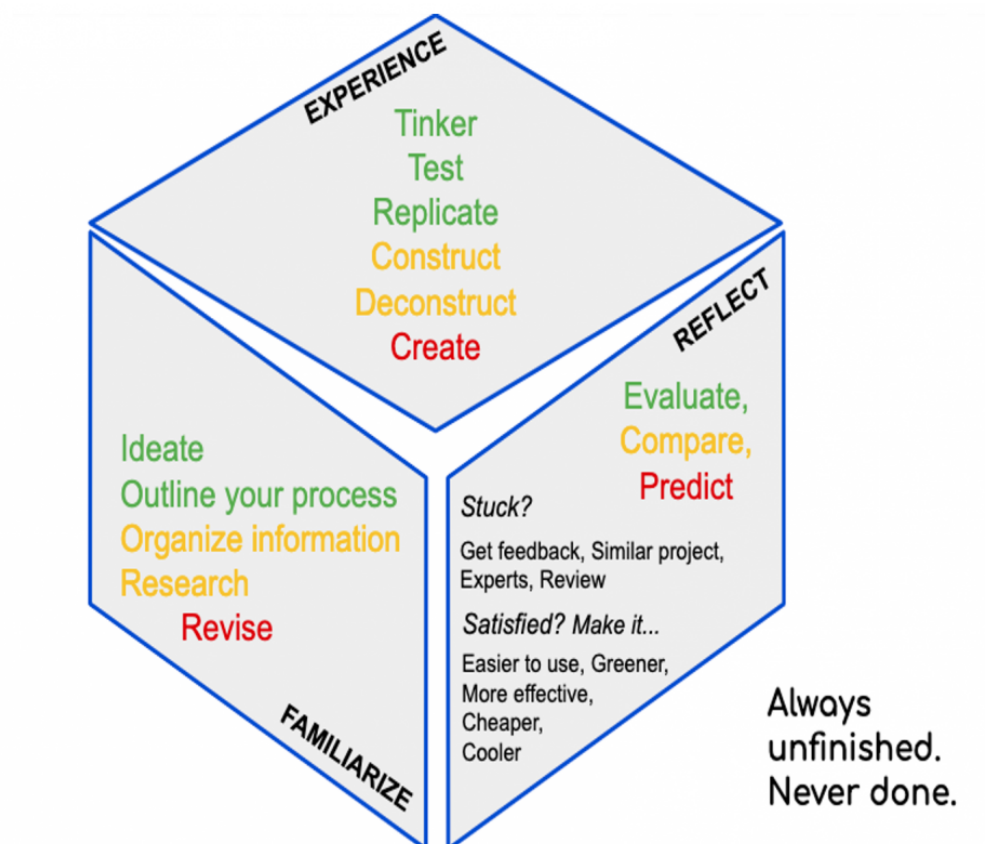 EXPERIENCE
Tinker
Test
Replicate
Construct
Deconstruct
Create
Ideate
Outline your process
Organize information
Research
Revise
FAMILIARIZE
REFLECT
Evaluate,
Compare,
Predict
Stuck?
Get feedback, Similar project,
Experts, Review
Satisfied? Make it...
Easier to use, Greener,
More effective,
Cheaper,
Cooler
Always
unfinished.
Never done.